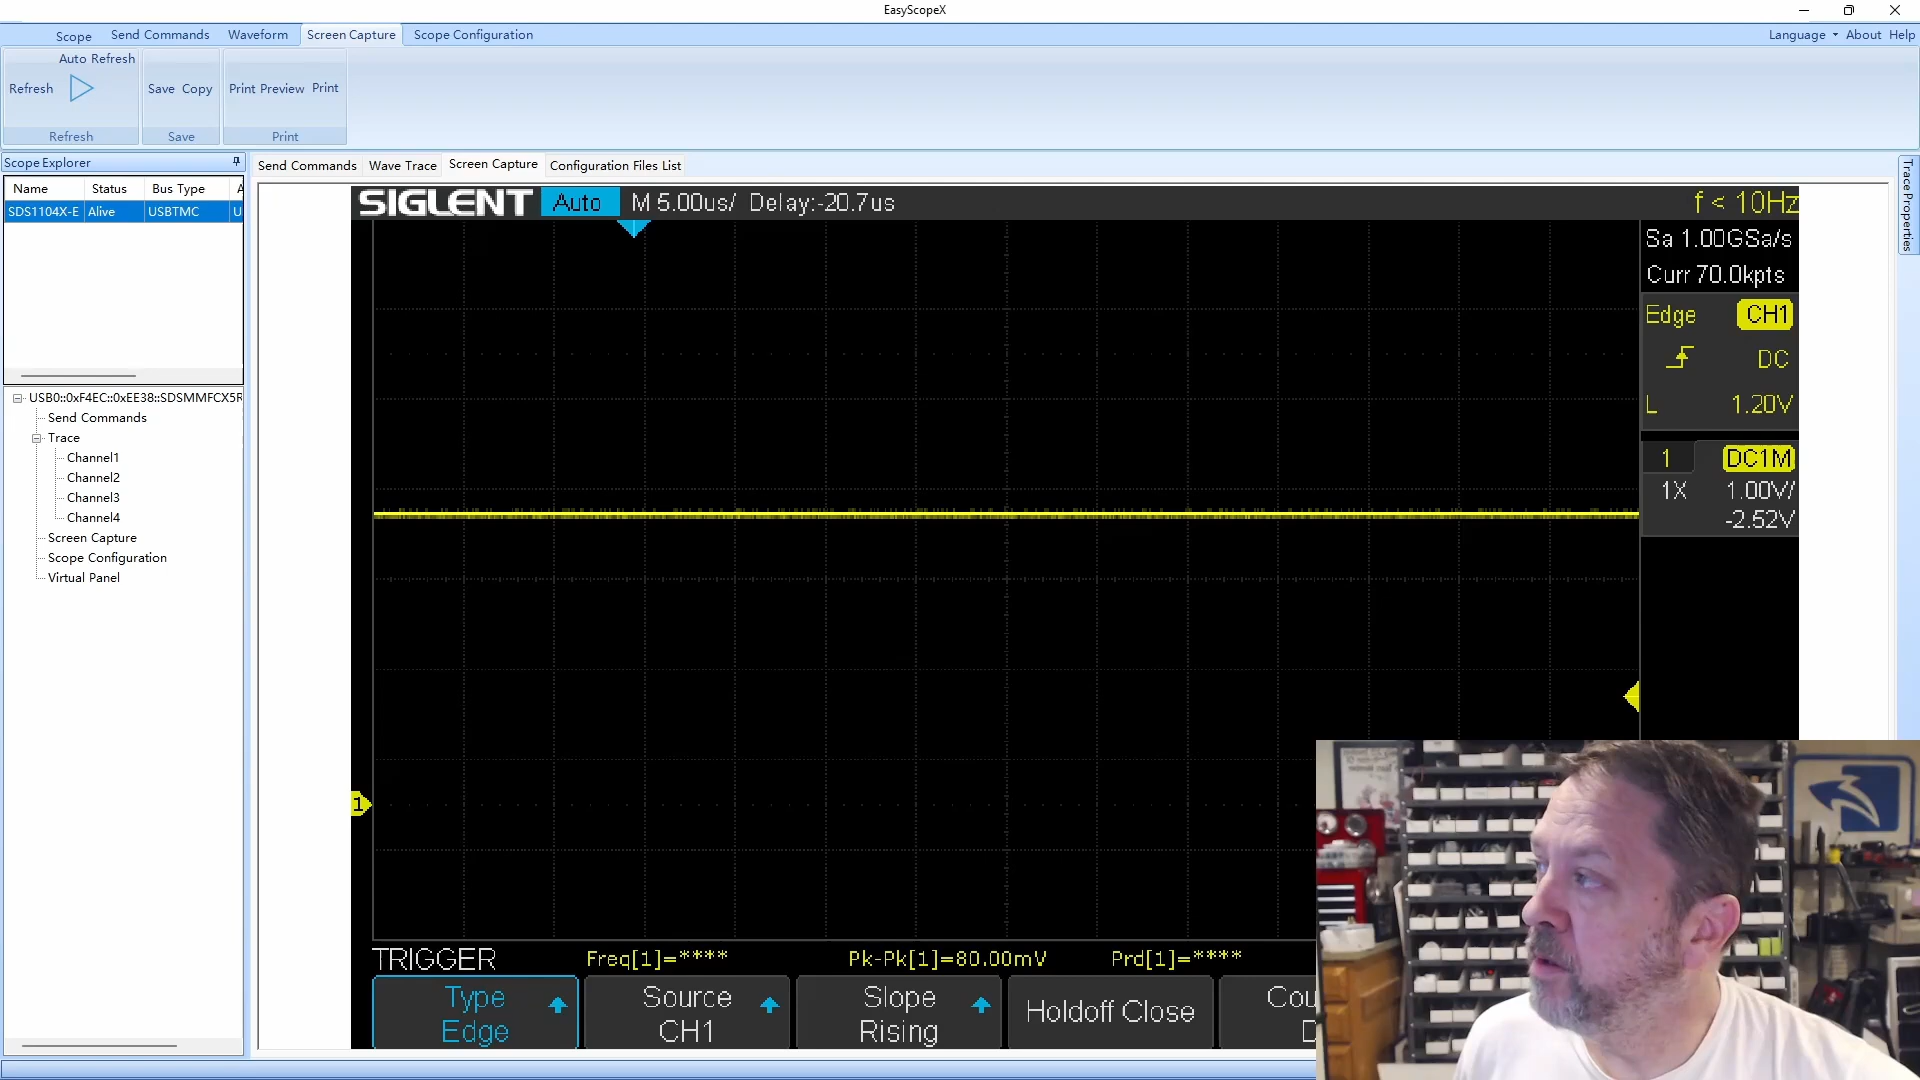 EasyScopeX
Scope Send Commands Waveform Screen Capture Scope Configuration
Language About Help
Auto Refresh
Refresh
Save Copy
Print Preview Print
Refresh
Save
Print
Scope Explorer
Name Status Bus Type A
SDS1104X-E Alive USBTMC U
USB0::0xF4EC::0xEE38::SDSMMFCX5R
Send Commands
Trace
Channel1
Channel2
Channel3
Channel4
Screen Capture
Scope Configuration
Virtual Panel
Send Commands Wave Trace Screen Capture Configuration Files List
Trace Properties
SIGLENT Auto M 5.00us/ Delay:-20.7us
f < 10Hz
Sa 1.00GSa/s
Curr 70.0kpts
Edge CH1
DC
L 1.20V
1 DC1M
1X 1.00V/
-2.52V
1
TRIGGER Freq[1]=**** Pk-Pk[1]=80.00mV Prd[1]=****
Type
Edge
Source
CH1
Slope
Rising
Holdoff Close
Cou
D